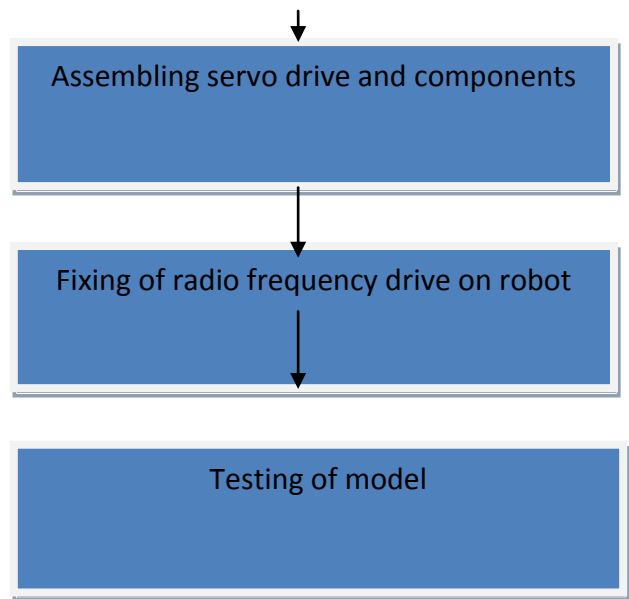 Assembling servo drive and components
Fixing of radio frequency drive on robot
Testing of model